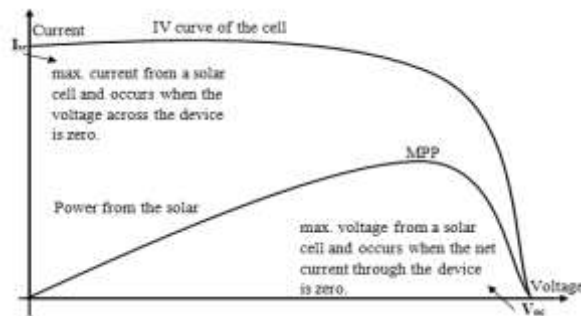 Current
IV curve of the cell
Isc
max. current from a solar
cell and occurs when the
voltage across the device
is zero.
MPP
Power from the solar
max. voltage from a solar
cell and occurs when the net
current through the device
is zero.
Voltage
Voc